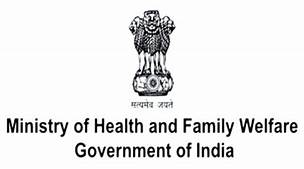 सत्यमेव जयते
Ministry of Health and Family Welfare
Government of India